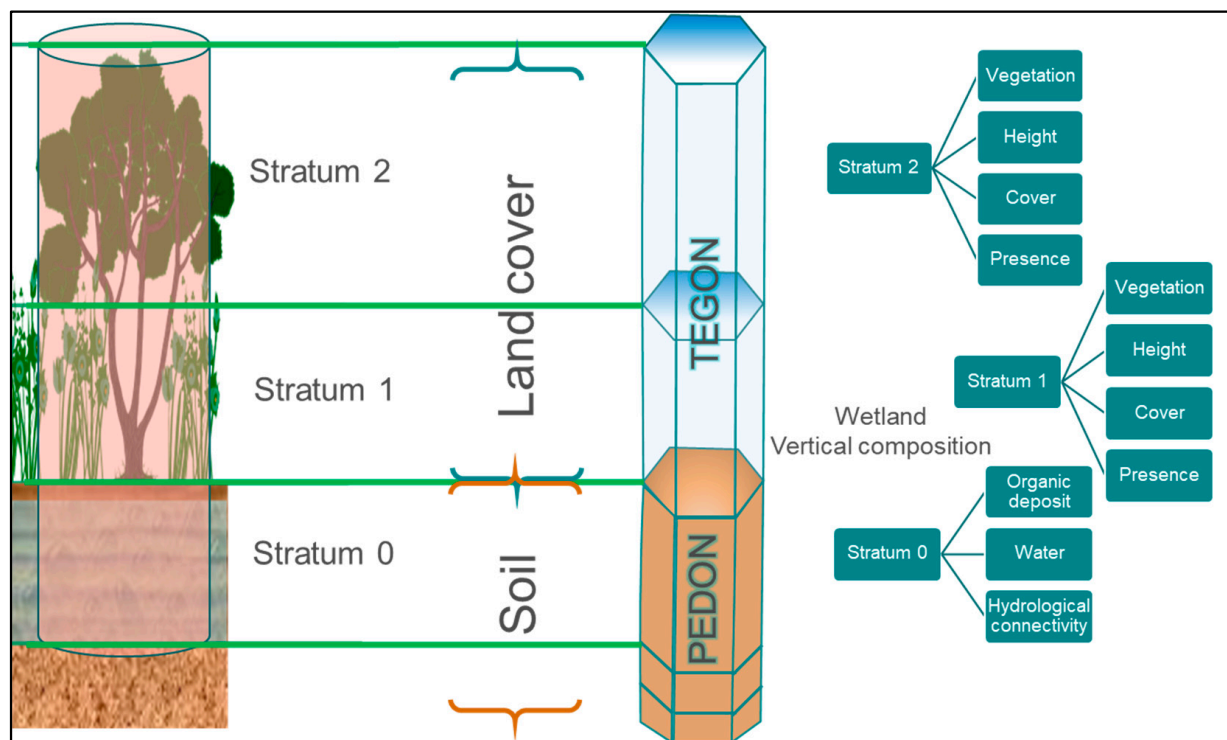 Stratum 2
Stratum 1
Stratum 0
Land cover
Soil
TEGON
PEDON
Wetland
Vertical composition
Stratum 2
Vegetation
Height
Cover
Presence
Stratum 1
Vegetation
Height
Cover
Presence
Stratum 0
Organic
deposit
Water
Hydrological
connectivity